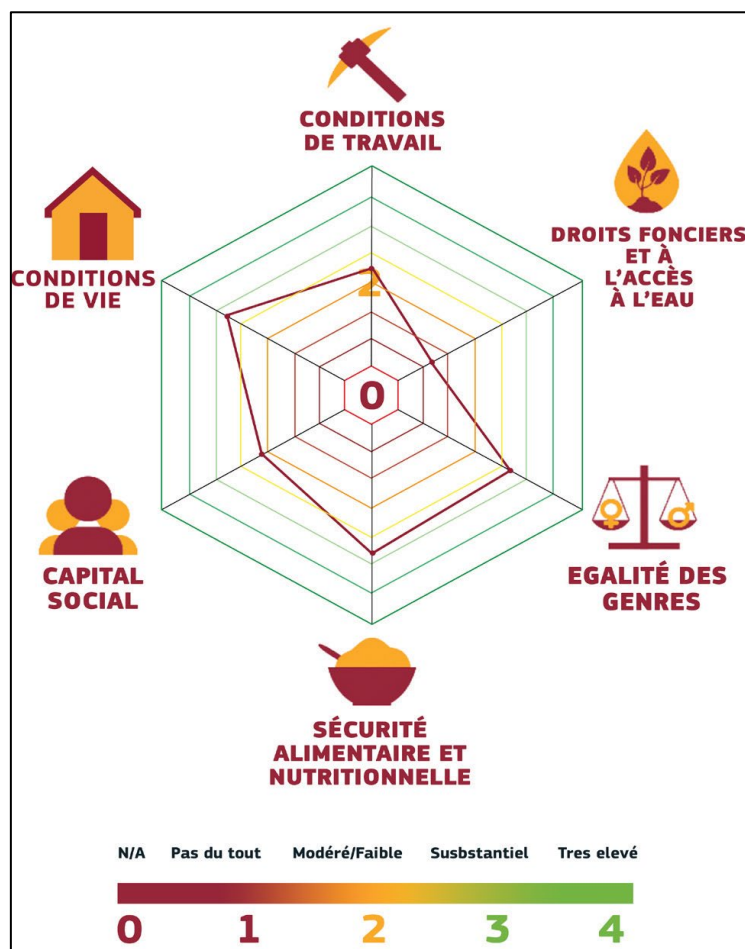 CONDITIONS
DE TRAVAIL
DROITS FONCIERS
ET À
L'ACCÈS
À L'EAU
CONDITIONS
DE VIE
2
0
CAPITAL
SOCIAL
EGALITÉ DES
GENRES
SÉCURITÉ
ALIMENTAIRE ET
NUTRITIONNELLE
N/A Pas du tout Modéré/Faible Susbstantiel Tres elevé
0 1 2 3 4